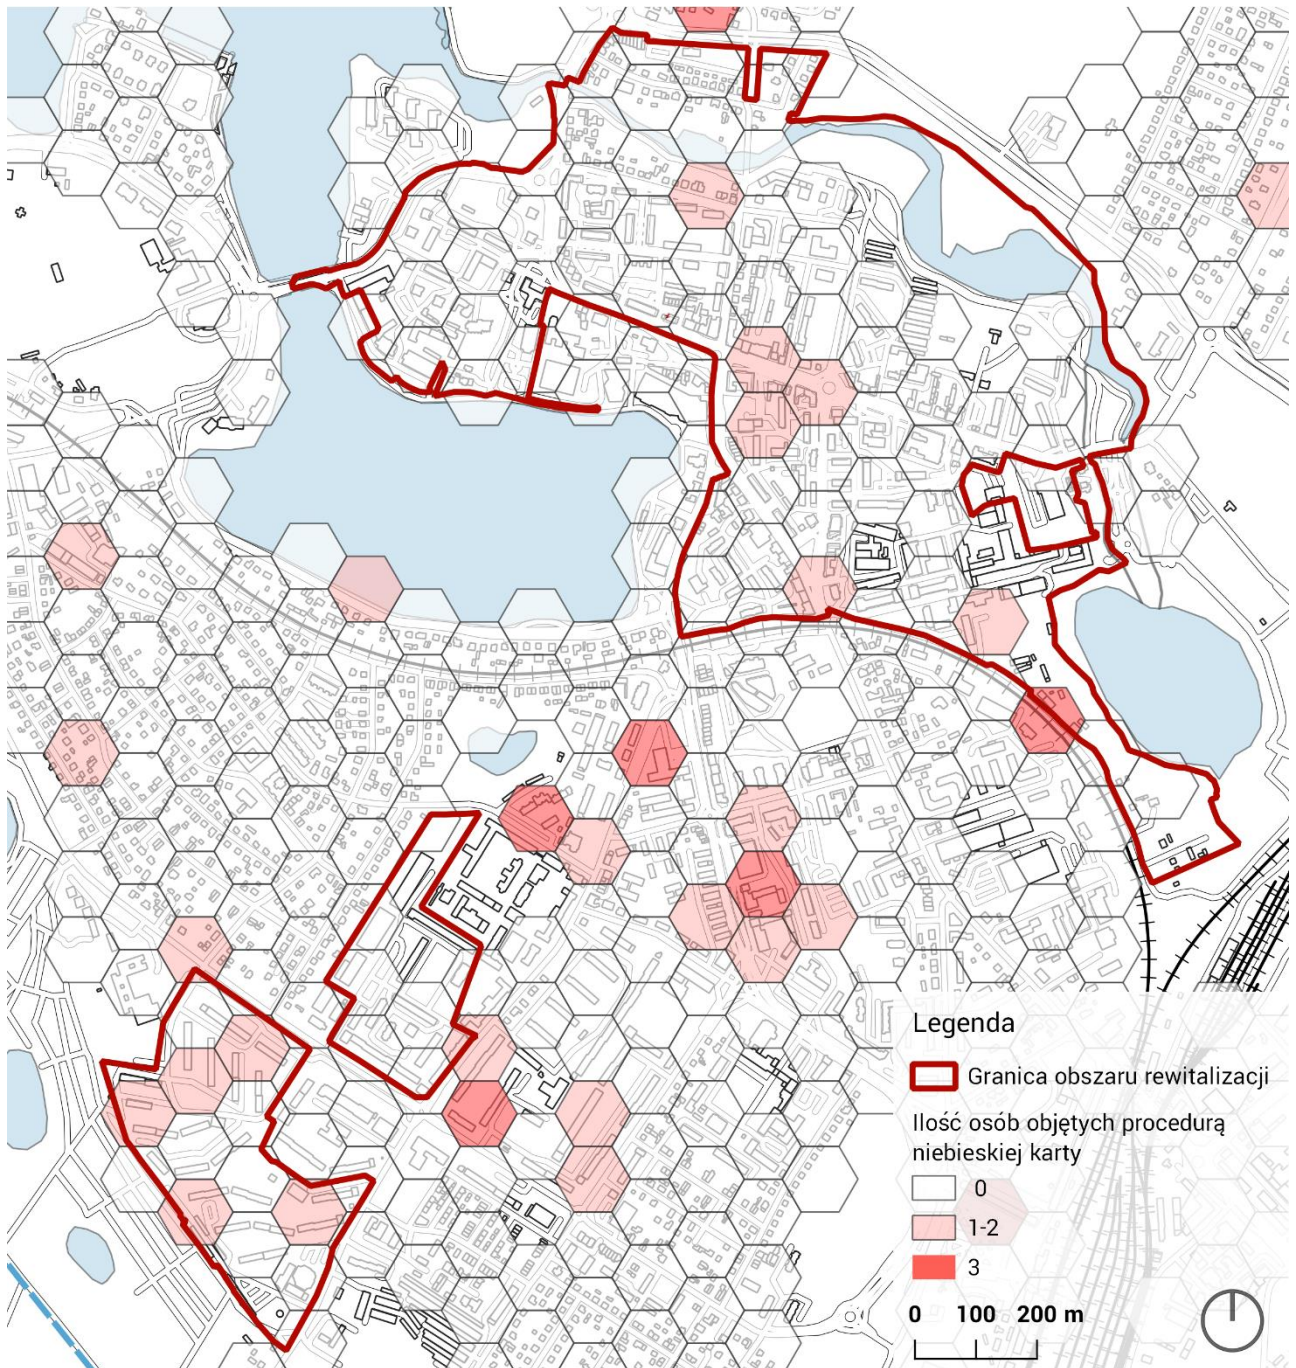 Legenda
Granica obszaru rewitalizacji
Ilość osób objętych procedurą
niebieskiej karty
0
1-2
3
0 100 200 m